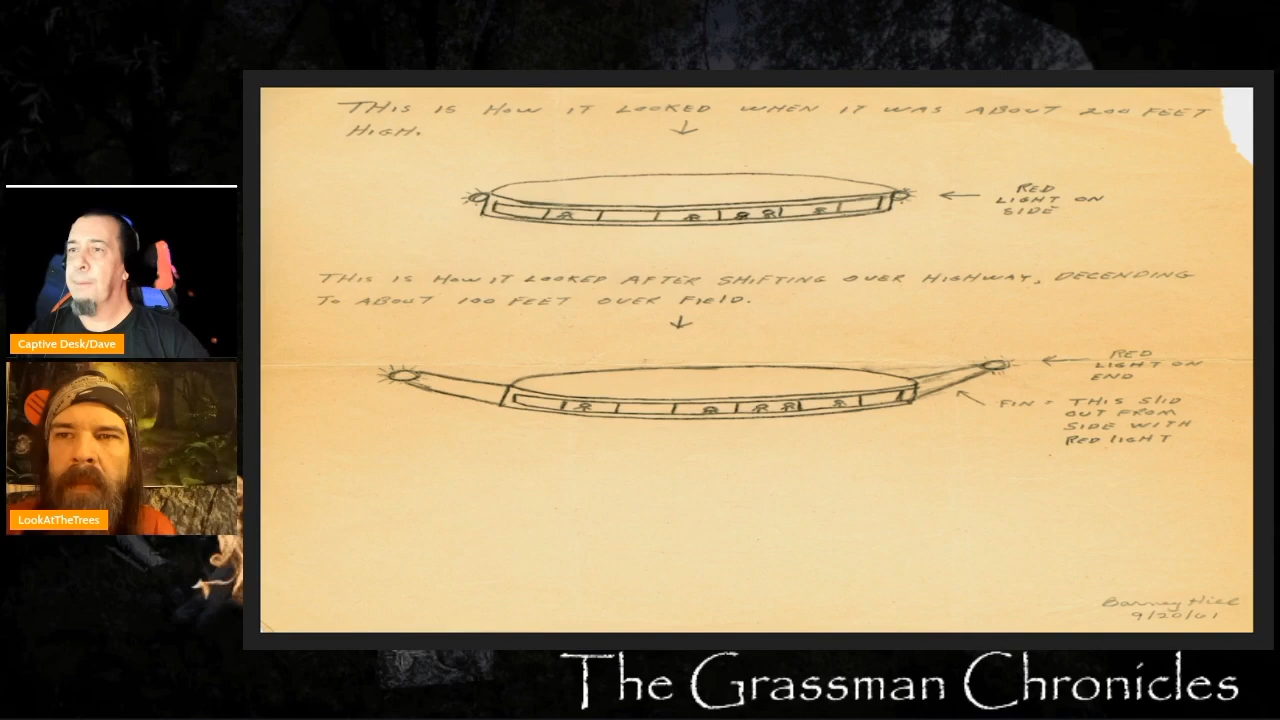 THIS IS HOW IT LOOKED WHEN IT WAS ABOUT 200 FEET
HIGH.
RED
LIGHT ON
SIDE
THIS IS HOW IT LOOKED AFTER SHIFTING OVER HIGHWAY, DECENDING
TO ABOUT 100 FEET OVER FIELD.
RED
LIGHT ON
END
FIN = THIS SLID
OUT FROM
SIDE WITH
RED LIGHT
Barney Hill
9/20/61
Captive Desk/Dave
LookAtTheTrees
The Grassman Chronicles